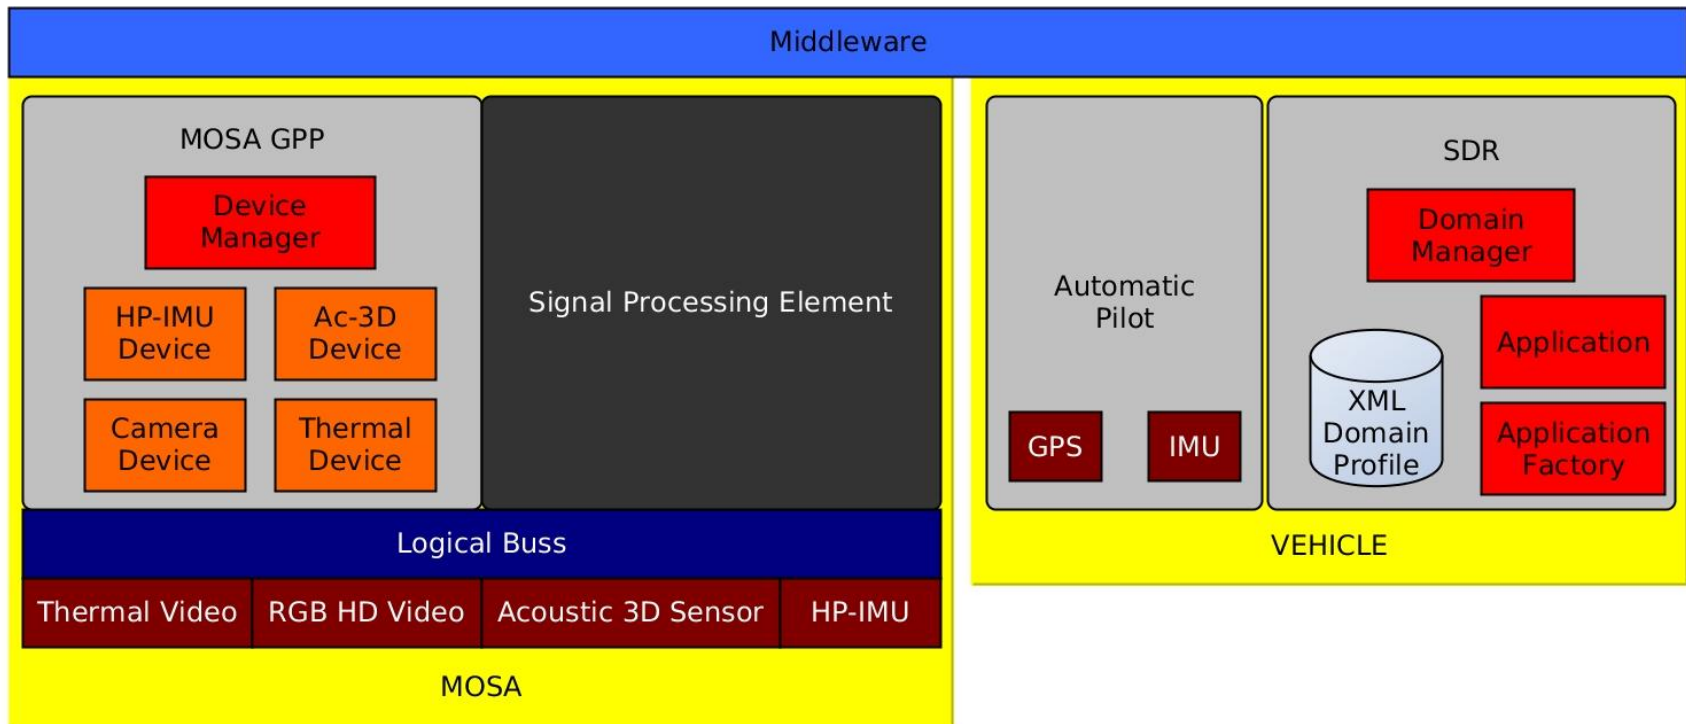 Middleware
MOSA GPP
Device
Manager
HP-IMU
Device
Ac-3D
Device
Camera
Device
Thermal
Device
Signal Processing Element
Logical Buss
Thermal Video
RGB HD Video
Acoustic 3D Sensor
HP-IMU
MOSA
Automatic
Pilot
GPS
IMU
SDR
Domain
Manager
XML
Domain
Profile
Application
Application
Factory
VEHICLE